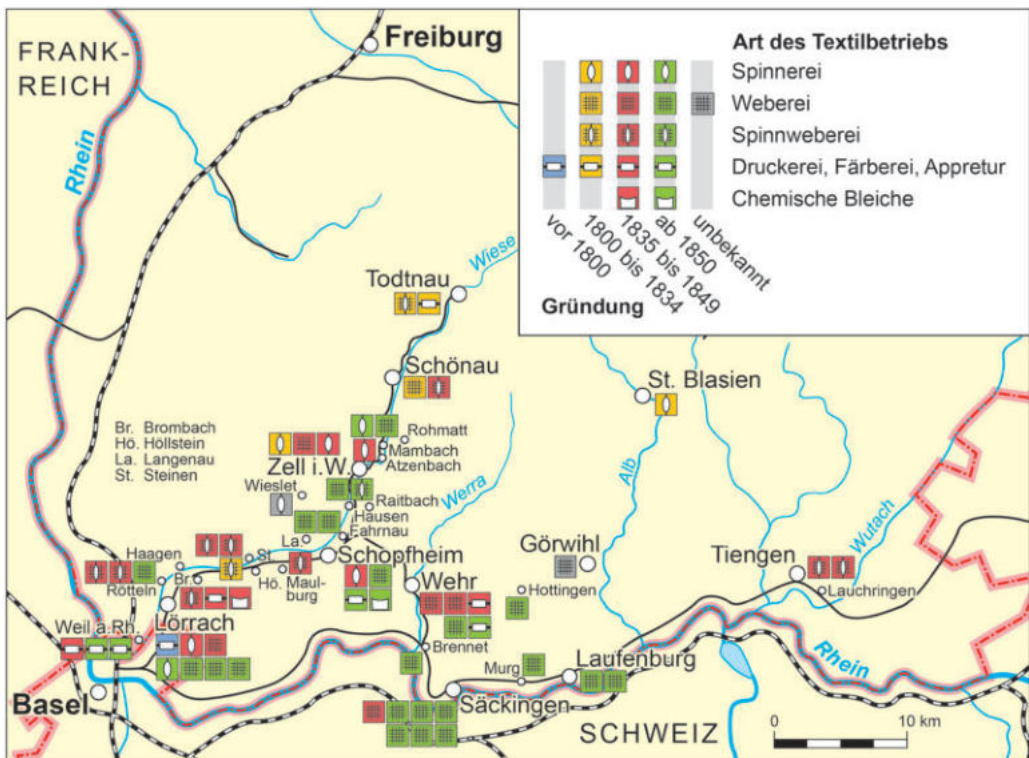 FRANK-
REICH
Freiburg
Rhein
Art des Textilbetriebs
Spinnerei
Weberei
Spinnweberei
Druckerei, Färberei, Appretur
Chemische Bleiche
vor 1800
1800 bis 1834
1835 bis 1849
ab 1850
unbekannt
Gründung
Wiese
Todtnau
Schönau
St. Blasien
Br. Brombach
Hö. Höllstein
La. Langenau
St. Steinen
Rohmatt
Mambach
Atzenbach
Zell i.W.
Wieslet
Werra
Alb
Raitbach
Hausen
Fahrnau
Wutach
La.
Schopfheim
Görwihl
Tiengen
Haagen
St.
Hö.
Maul-
burg
Rötteln
Br.
Wehr
Hottingen
Lauchringen
Lörrach
Weil a.Rh.
Brennet
Murg
Laufenburg
Rhein
Basel
Säckingen
SCHWEIZ
0
10 km